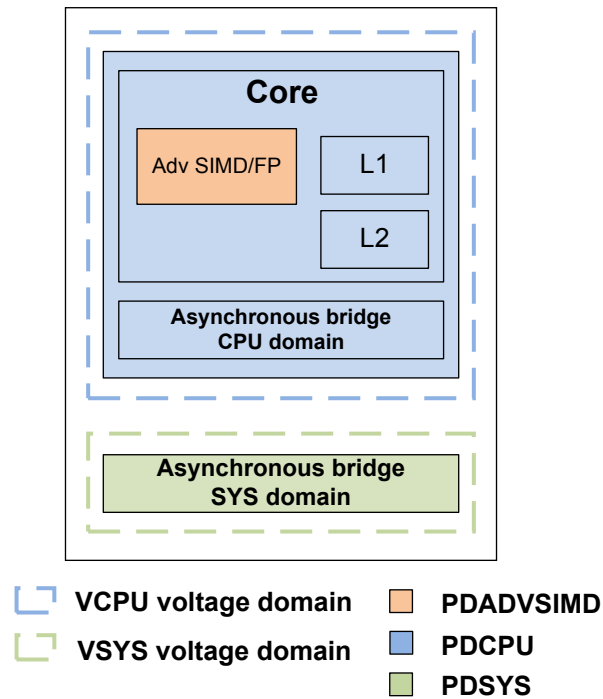 Core
Adv SIMD/FP
L1
L2
Asynchronous bridge
CPU domain
Asynchronous bridge
SYS domain
VCPU voltage domain
VSYS voltage domain
PDADVSIMD
PDCPU
PDSYS